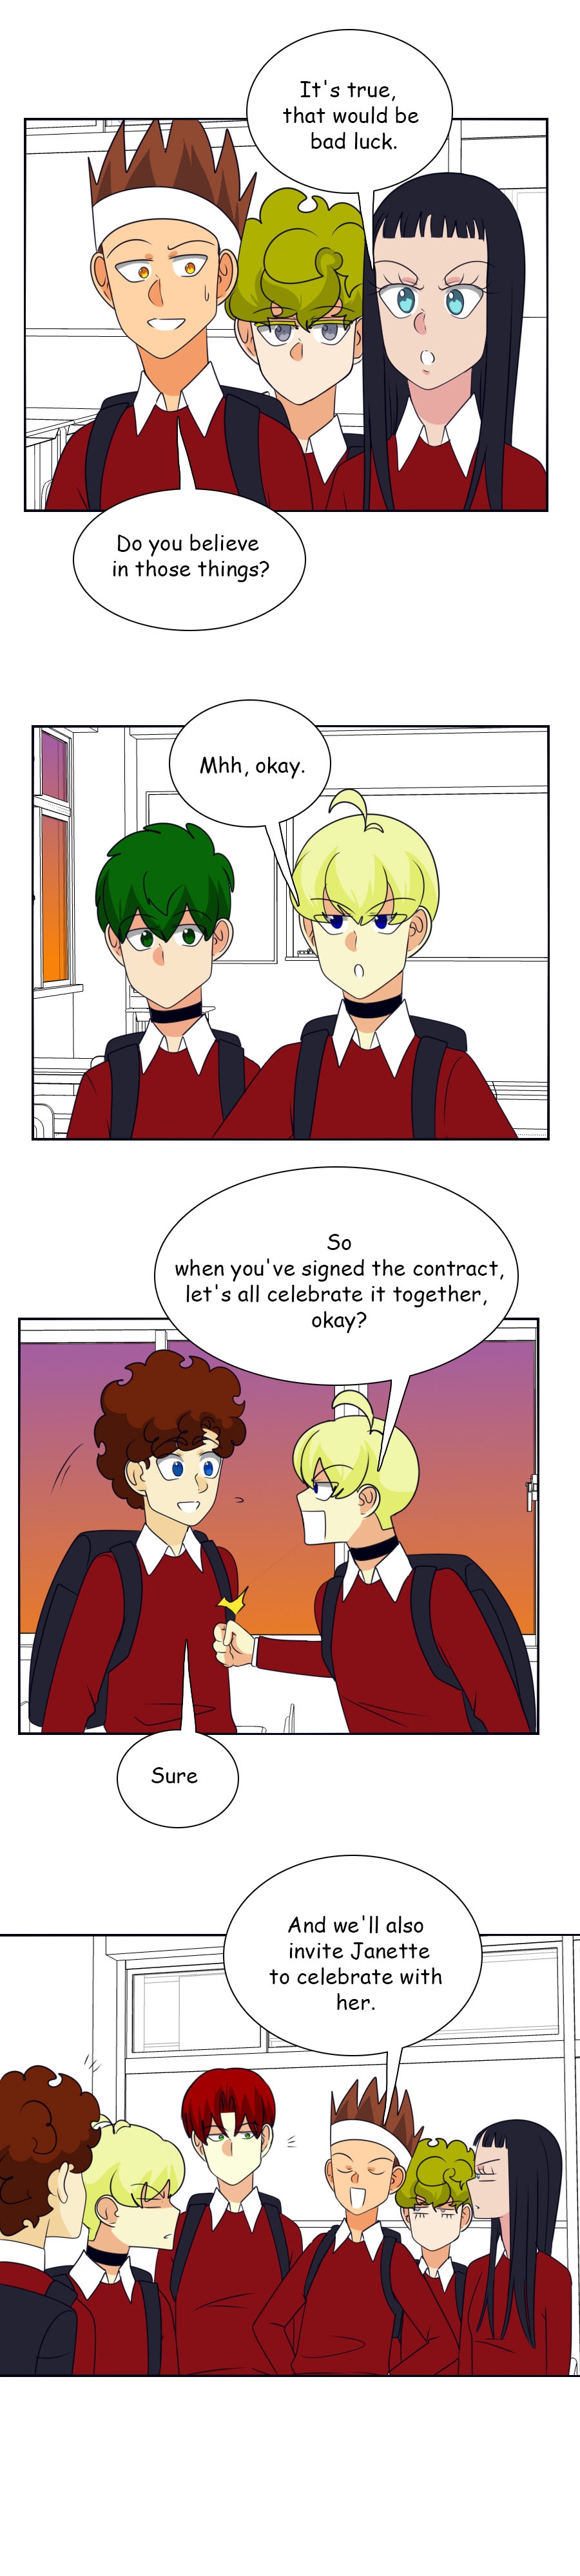 It's true,
that would be
bad luck.
Do you believe
in those things?
Mhh, okay.
So
when you've signed the contract,
let's all celebrate it together,
okay?
Sure
And we'll also
invite Janette
to celebrate with
her.